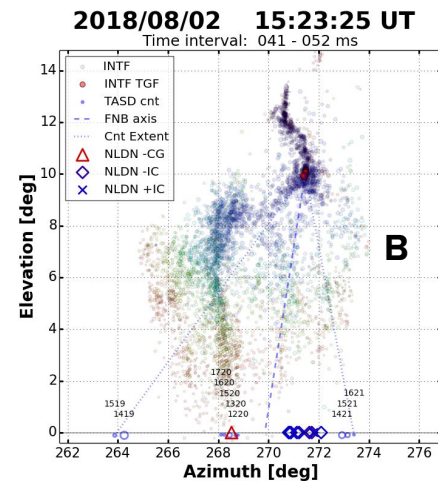 2018/08/02 15:23:25 UT
Time interval: 041 - 052 ms
INTF
INTF TGF
TASD cnt
FNB axis
Cnt Extent
NLDN -CG
NLDN -IC
NLDN +IC
B
Elevation [deg]
14
12
10
8
6
4
2
0
1720
1620
1520
1320
1220
1519
1419
1621
1521
1421
262 264 266 268 270 272 274 276
Azimuth [deg]